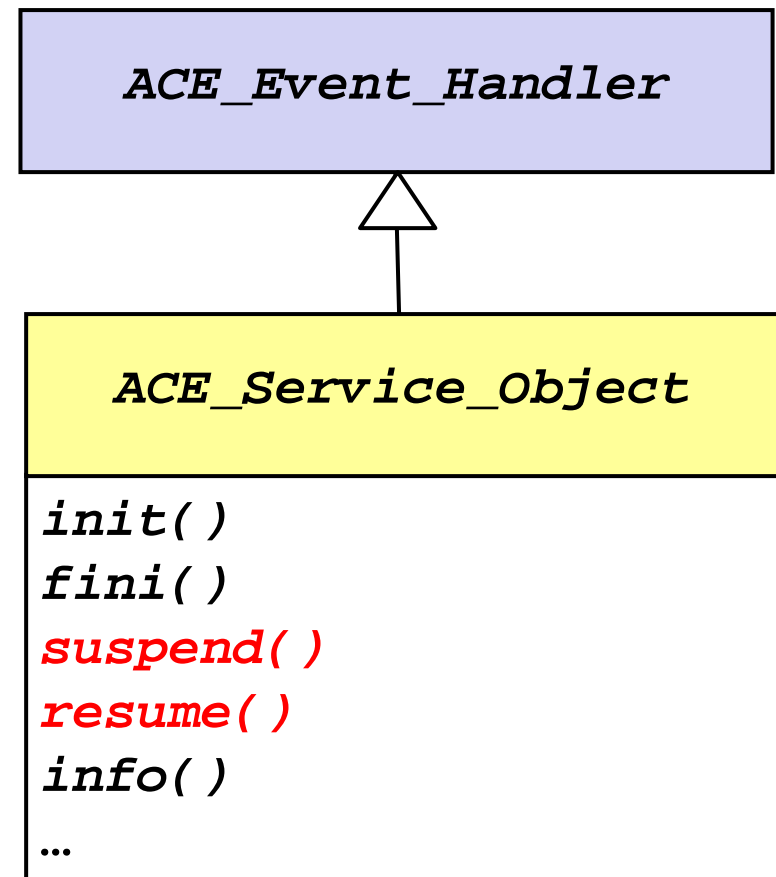 ACE_Event_Handler
ACE_Service_Object
init()
fini()
suspend()
resume()
info()
…